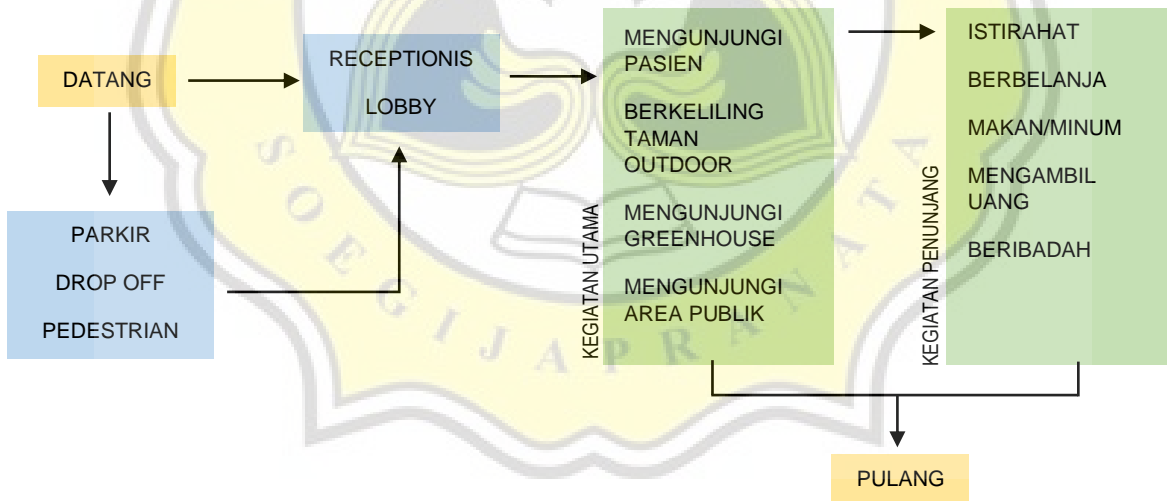 DATANG
PARKIR
DROP OFF
PEDESTRIAN
RECEPTIONIS
LOBBY
KEGIATAN UTAMA
MENGUNJUNGI
PASIEN
BERKELILING
TAMAN
OUTDOOR
MENGUNJUNGI
GREENHOUSE
MENGUNJUNGI
AREA PUBLIK
KEGIATAN PENUNJANG
ISTIRAHAT
BERBELANJA
MAKAN/MINUM
MENGAMBIL
UANG
BERIBADAH
PULANG
SOEGIJAPRANATA